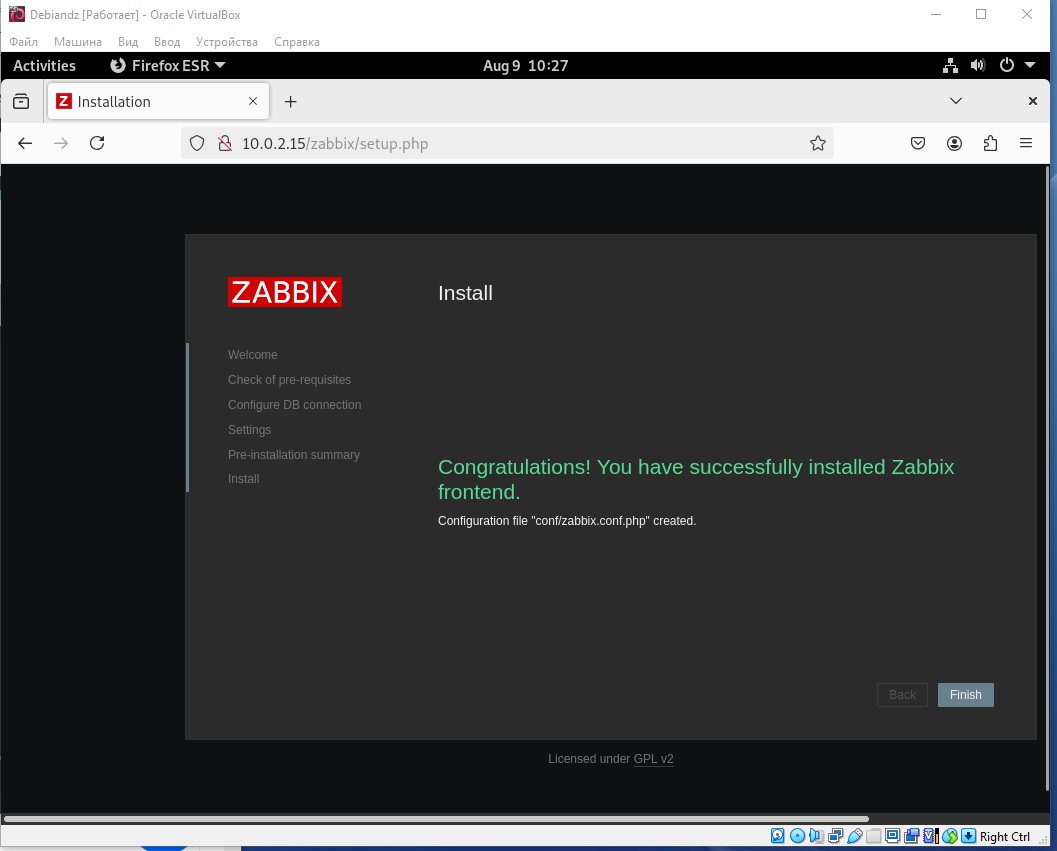 Debiandz [Работает] - Oracle VirtualBox
Файл Машина Вид Ввод Устройства Справка
Activities Firefox ESR Aug 9 10:27
Z Installation
10.0.2.15/zabbix/setup.php
ZABBIX
Install
Welcome
Check of pre-requisites
Configure DB connection
Settings
Pre-installation summary
Install
Congratulations! You have successfully installed Zabbix
frontend.
Configuration file "conf/zabbix.conf.php" created.
Back Finish
Licensed under GPL v2
Right Ctrl